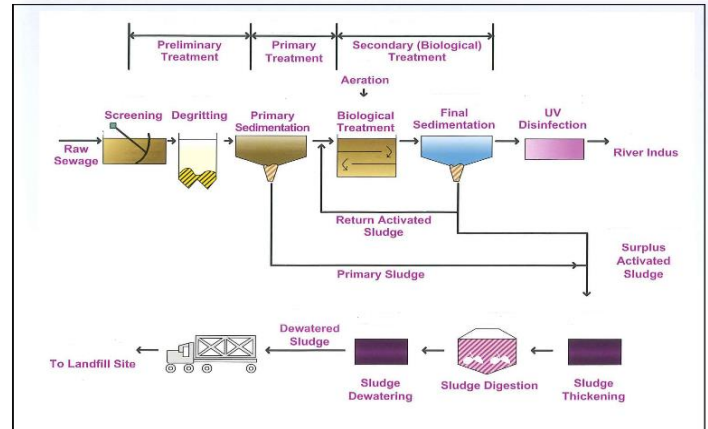 Preliminary
Treatment
Primary
Treatment
Secondary (Biological)
Treatment
Aeration
Screening
Degritting
Primary
Sedimentation
Biological
Treatment
Final
Sedimentation
UV
Disinfection
Raw
Sewage
River Indus
Return Activated
Sludge
Surplus
Activated
Sludge
Primary Sludge
Dewatered
Sludge
To Landfill Site
Sludge
Dewatering
Sludge Digestion
Sludge
Thickening